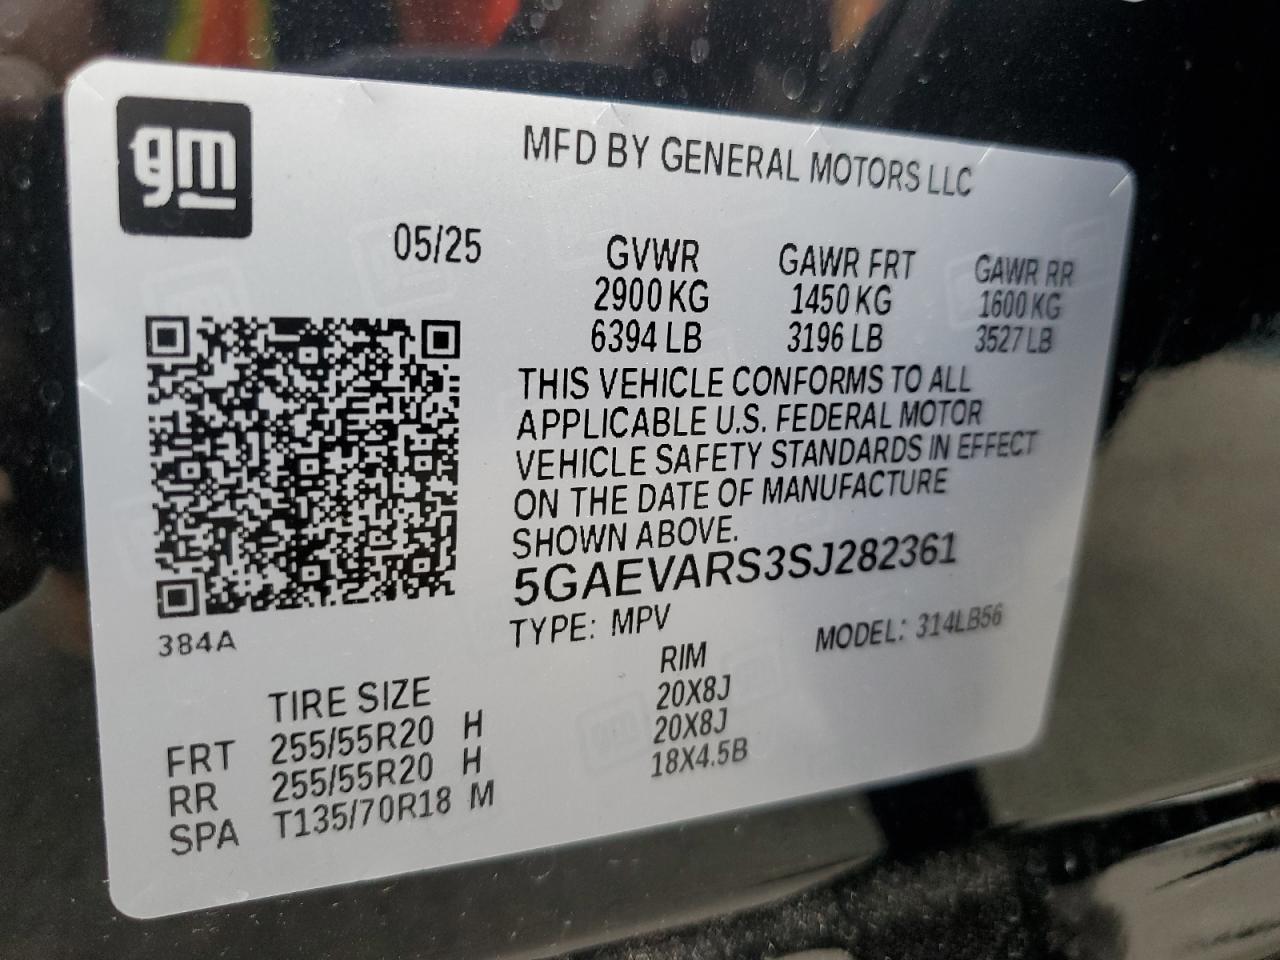 gm
MFD BY GENERAL MOTORS LLC
05/25
GVWR GAWR FRT GAWR RR
2900 KG 1450 KG 1600 KG
6394 LB 3196 LB 3527 LB
THIS VEHICLE CONFORMS TO ALL
APPLICABLE U.S. FEDERAL MOTOR
VEHICLE SAFETY STANDARDS IN EFFECT
ON THE DATE OF MANUFACTURE
SHOWN ABOVE.
5GAEVARS3SJ282361
384A
TYPE: MPV MODEL: 314LB56
TIRE SIZE RIM
FRT 255/55R20 H 20X8J
RR 255/55R20 H 20X8J
SPA T135/70R18 M 18X4.5B